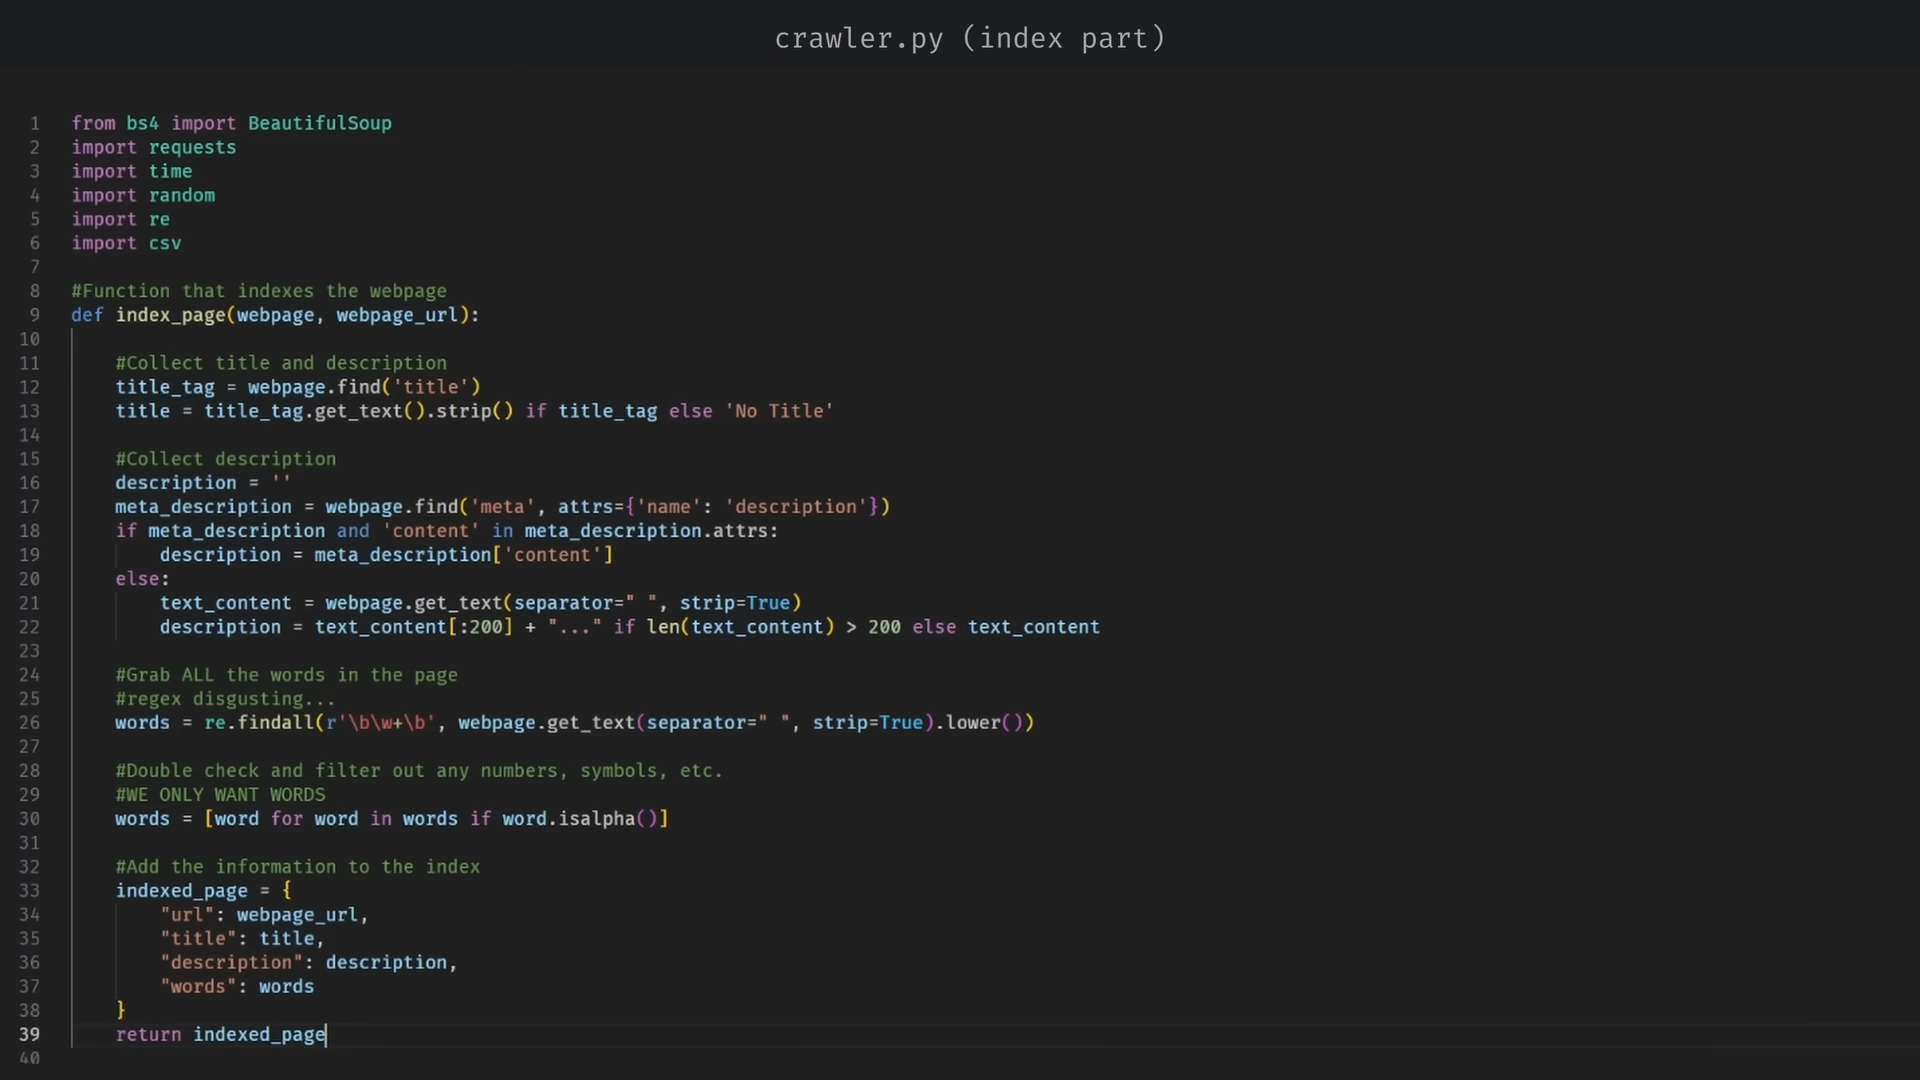 crawler.py (index part)
1 from bs4 import BeautifulSoup
2 import requests
3 import time
4 import random
5 import re
6 import csv
7
8 #Function that indexes the webpage
9 def index_page(webpage, webpage_url):
10
11     #Collect title and description
12     title_tag = webpage.find('title')
13     title = title_tag.get_text().strip() if title_tag else 'No Title'
14
15     #Collect description
16     description = ''
17     meta_description = webpage.find('meta', attrs={'name': 'description'})
18     if meta_description and 'content' in meta_description.attrs:
19         description = meta_description['content']
20     else:
21         text_content = webpage.get_text(separator=" ", strip=True)
22         description = text_content[:200] + "..." if len(text_content) > 200 else text_content
23
24     #Grab ALL the words in the page
25     #regex disgusting...
26     words = re.findall(r'\b\w+\b', webpage.get_text(separator=" ", strip=True).lower())
27
28     #Double check and filter out any numbers, symbols, etc.
29     #WE ONLY WANT WORDS
30     words = [word for word in words if word.isalpha()]
31
32     #Add the information to the index
33     indexed_page = {
34         "url": webpage_url,
35         "title": title,
36         "description": description,
37         "words": words
38     }
39     return indexed_page
40